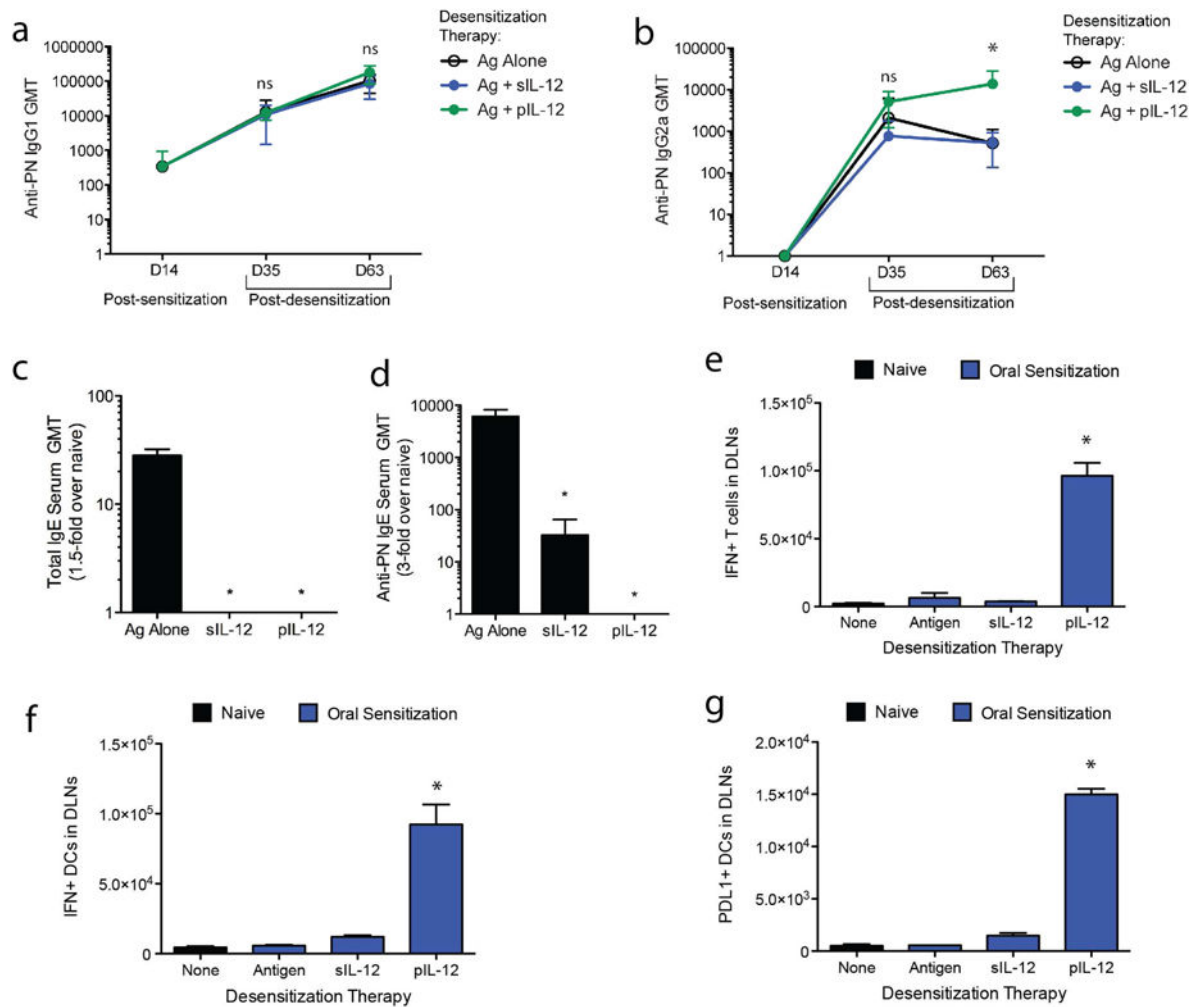 a
Desensitization
Therapy:
Ag Alone
Ag + sIL-12
Ag + pIL-12
Anti-PN IgG1 GMT
1000000
100000
10000
1000
100
10
1
ns
ns
D14
D35
D63
Post-sensitization
Post-desensitization
b
Desensitization
Therapy:
Ag Alone
Ag + sIL-12
Ag + pIL-12
Anti-PN IgG2a GMT
100000
10000
1000
100
10
1
ns
*
D14
D35
D63
Post-sensitization
Post-desensitization
c
Total IgE Serum GMT
(1.5-fold over naive)
100
10
1
*
*
Ag Alone
sIL-12
pIL-12
d
Anti-PN IgE Serum GMT
(3-fold over naive)
10000
1000
100
10
1
*
*
Ag Alone
sIL-12
pIL-12
e
Naive
Oral Sensitization
IFN+ T cells in DLNs
1.5×10⁵
1.0×10⁵
5.0×10⁴
0
*
None
Antigen
sIL-12
pIL-12
Desensitization Therapy
f
Naive
Oral Sensitization
IFN+ DCs in DLNs
1.5×10⁵
1.0×10⁵
5.0×10⁴
0
*
None
Antigen
sIL-12
pIL-12
Desensitization Therapy
g
Naive
Oral Sensitization
PDL1+ DCs in DLNs
2.0×10⁴
1.5×10⁴
1.0×10⁴
5.0×10³
0
*
None
Antigen
sIL-12
pIL-12
Desensitization Therapy